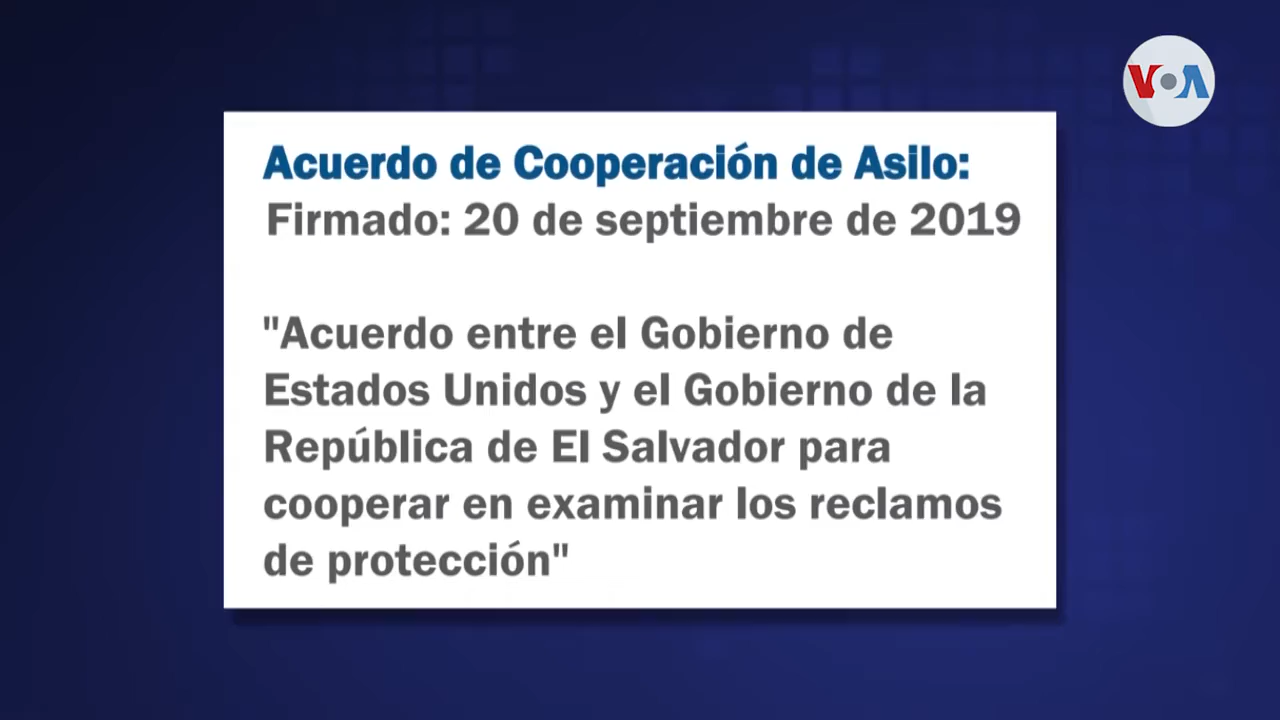 VOA
Acuerdo de Cooperación de Asilo:
Firmado: 20 de septiembre de 2019
"Acuerdo entre el Gobierno de
Estados Unidos y el Gobierno de la
República de El Salvador para
cooperar en examinar los reclamos
de protección"